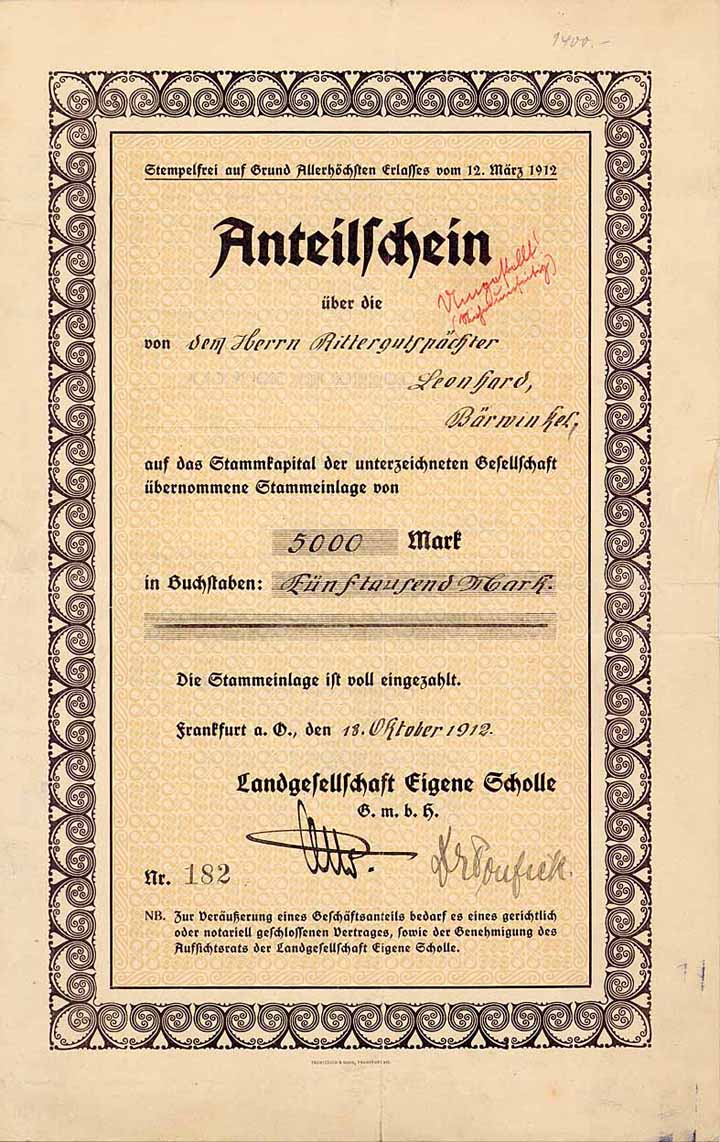 1400.-
Stempelfrei auf Grund Allerhöchsten Erlasses vom 12. März 1912
Anteilschein
über die
von dem Herrn Rittergutspächter
Leonhard,
Bärwinkel,
auf das Stammkapital der unterzeichneten Gesellschaft
übernommene Stammeinlage von
5000 Mark
in Buchstaben: Fünftausend Mark.
Die Stammeinlage ist voll eingezahlt.
Frankfurt a. O., den 18. Oktober 1912.
Landgesellschaft Eigene Scholle
G. m. b. H.
Nr. 182
NB. Zur Veräußerung eines Geschäftsanteils bedarf es eines gerichtlich
oder notariell geschlossenen Vertrages, sowie der Genehmigung des
Aufsichtsrats der Landgesellschaft Eigene Scholle.